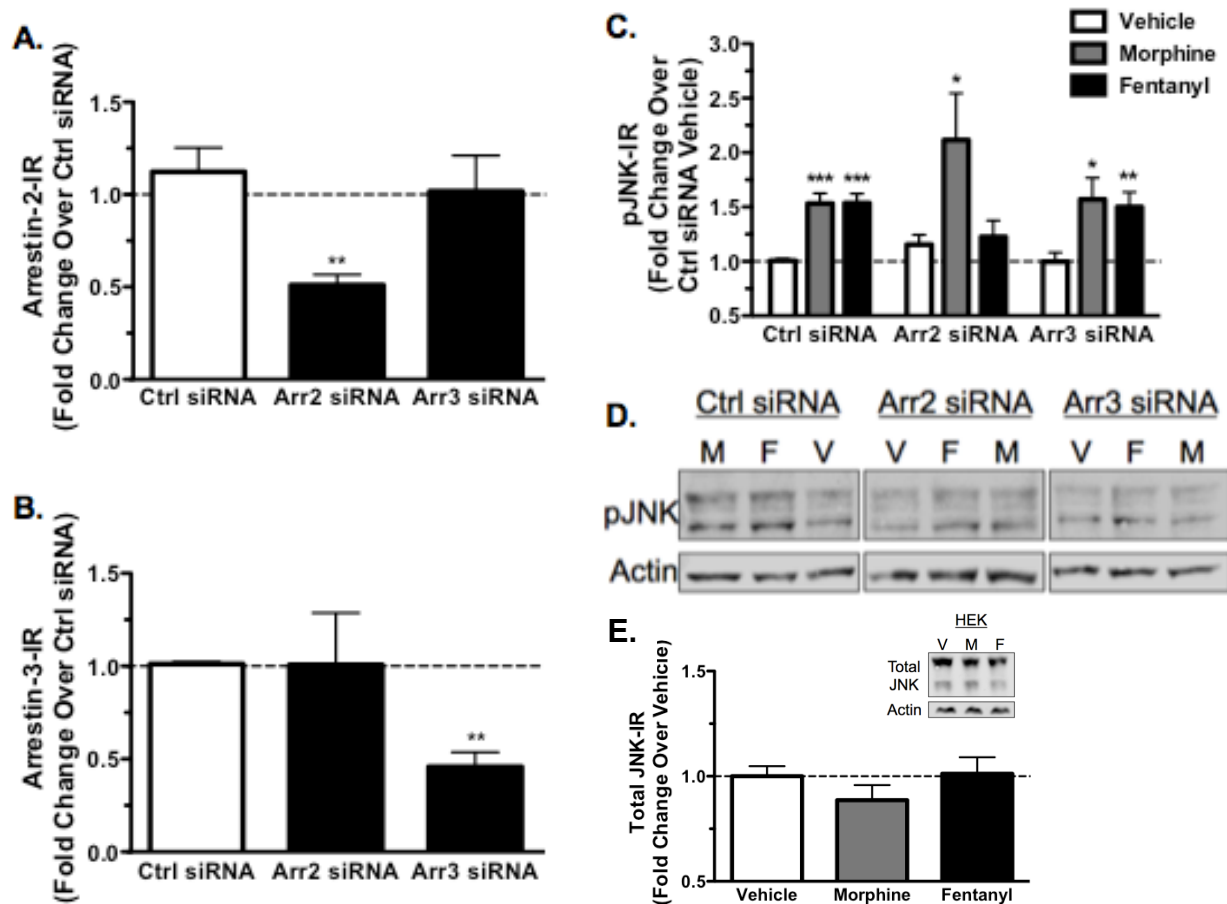 A.
Arrestin-2-IR
(Fold Change Over Ctrl siRNA)
1.5
1.0
0.5
0.0
**
Ctrl siRNA Arr2 siRNA Arr3 siRNA
B.
Arrestin-3-IR
(Fold Change Over Ctrl siRNA)
1.5
1.0
0.5
0.0
**
Ctrl siRNA Arr2 siRNA Arr3 siRNA
C.
pJNK-IR
(Fold Change Over
Ctrl siRNA Vehicle)
3.0
2.5
2.0
1.5
1.0
0.5
Vehicle
Morphine
Fentanyl
*** *** * * **
Ctrl siRNA Arr2 siRNA Arr3 siRNA
D.
Ctrl siRNA Arr2 siRNA Arr3 siRNA
M F V V F M V F M
pJNK
Actin
E.
Total JNK-IR
(Fold Change Over Vehicle)
1.5
1.0
0.5
HEK
V M F
Total
JNK
Actin
Vehicle Morphine Fentanyl